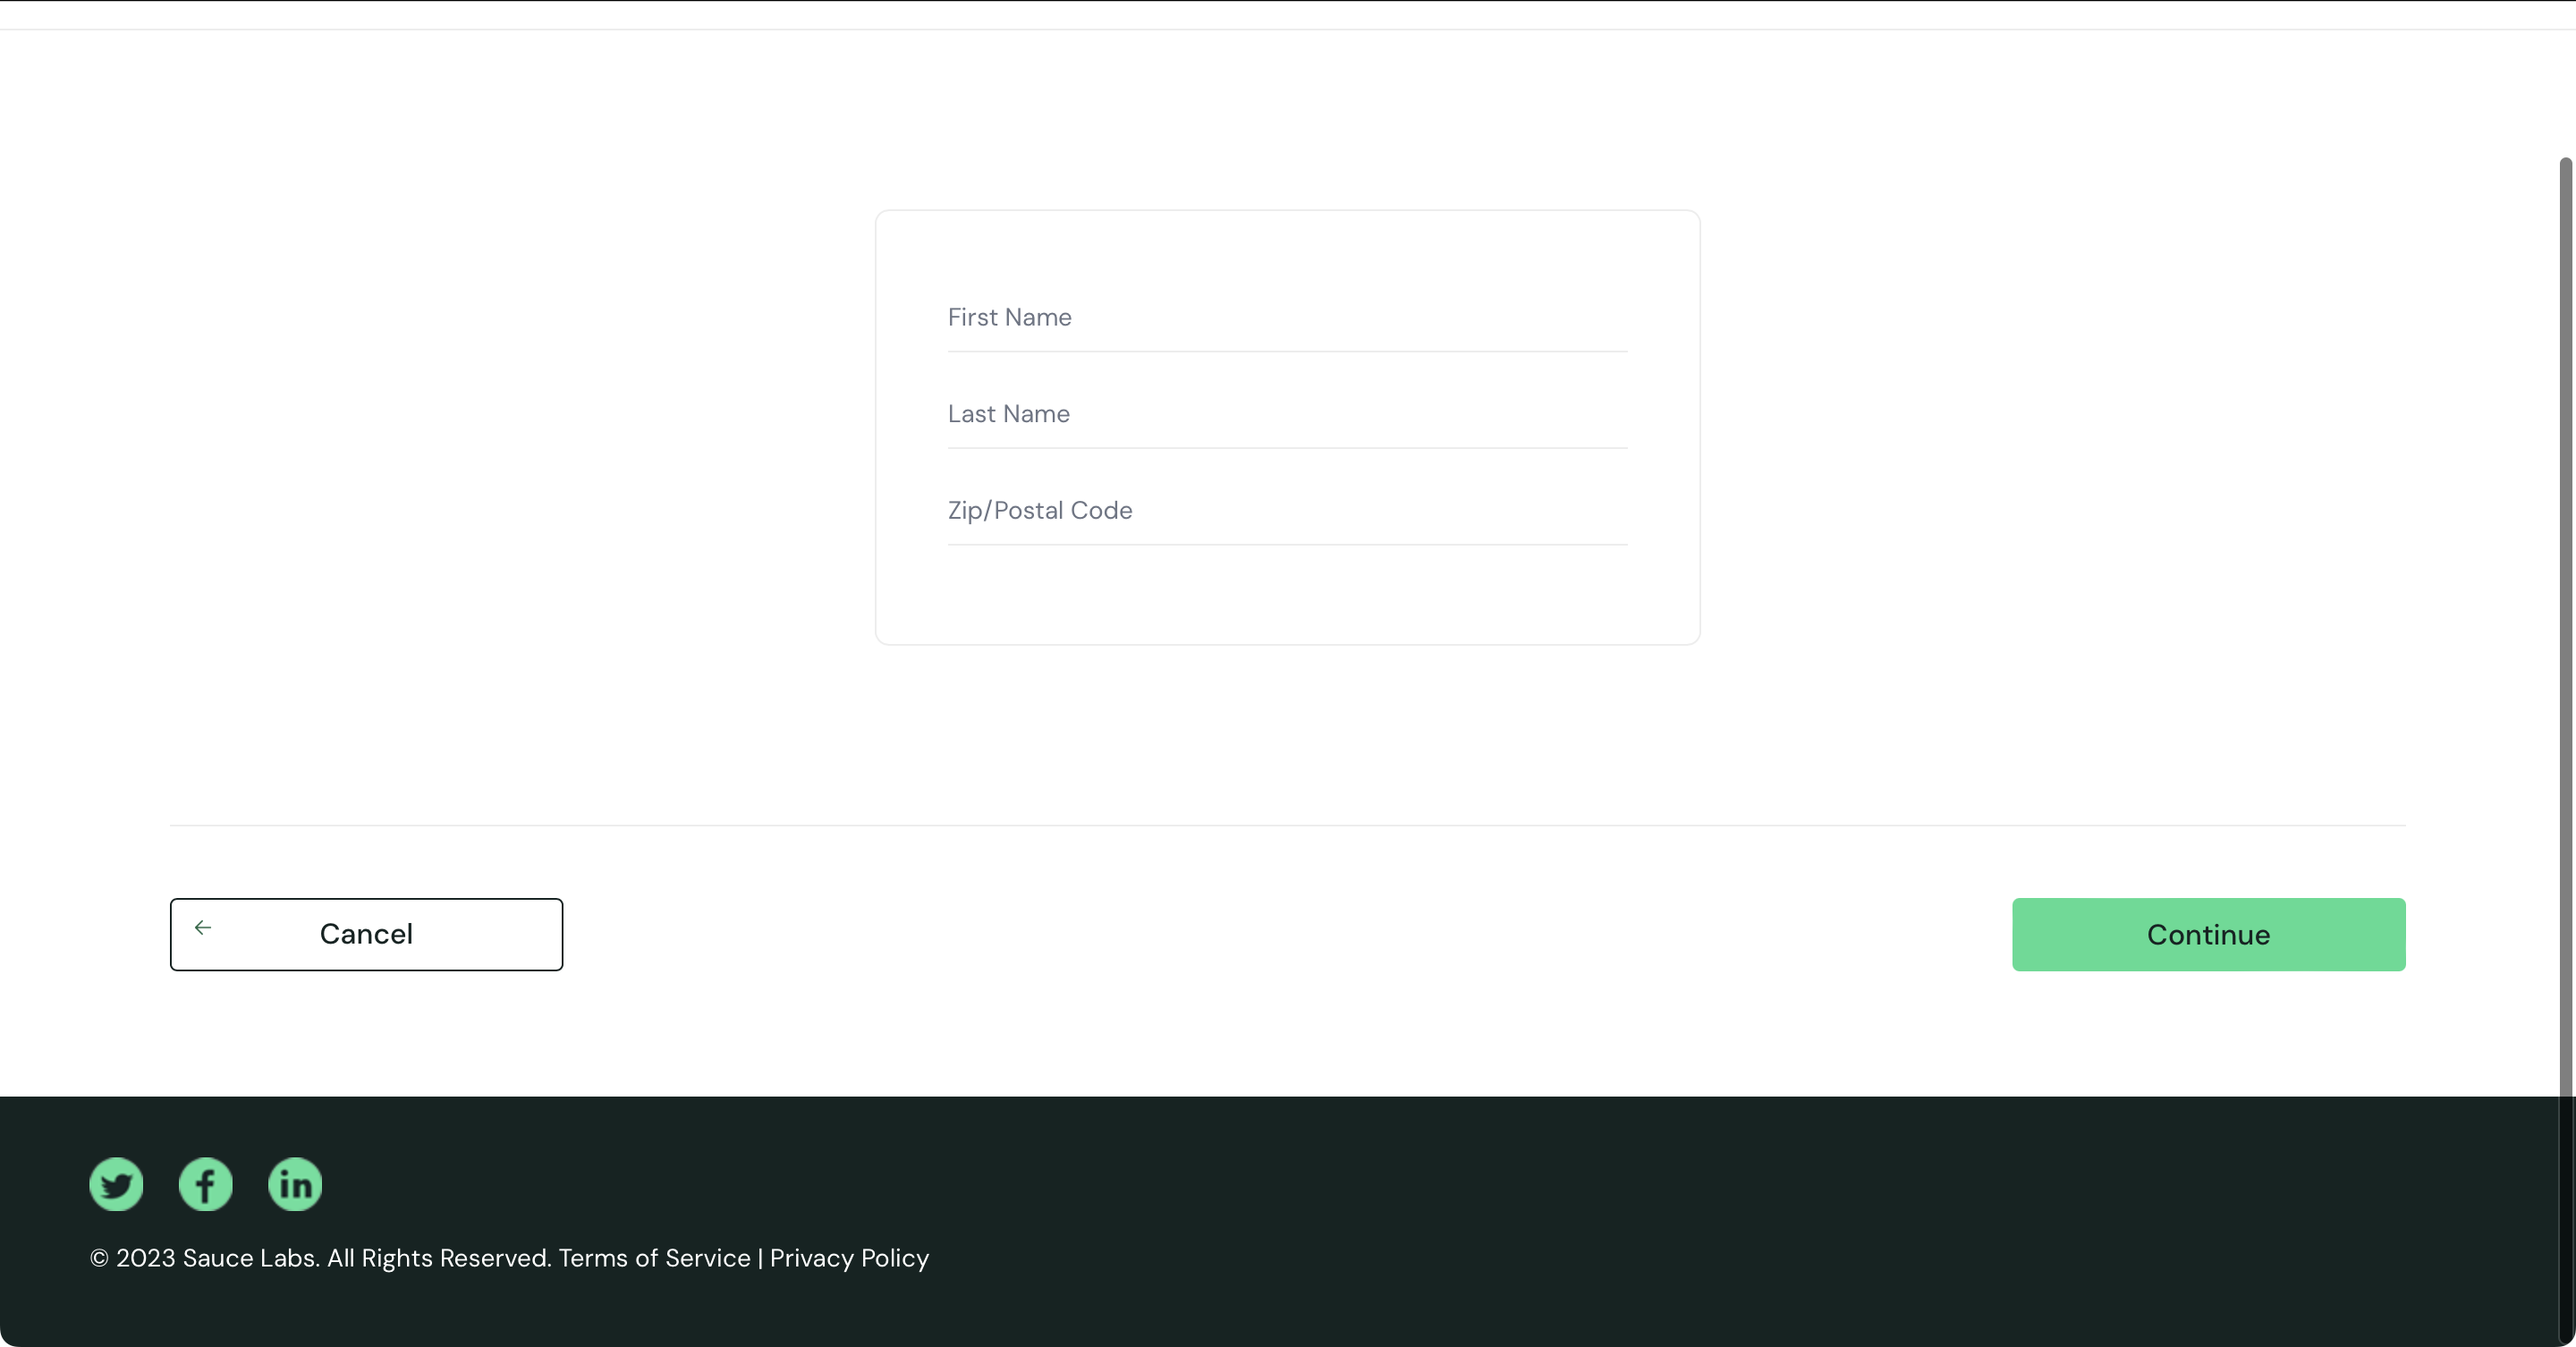 First Name
Last Name
Zip/Postal Code
Cancel
Continue
© 2023 Sauce Labs. All Rights Reserved. Terms of Service | Privacy Policy